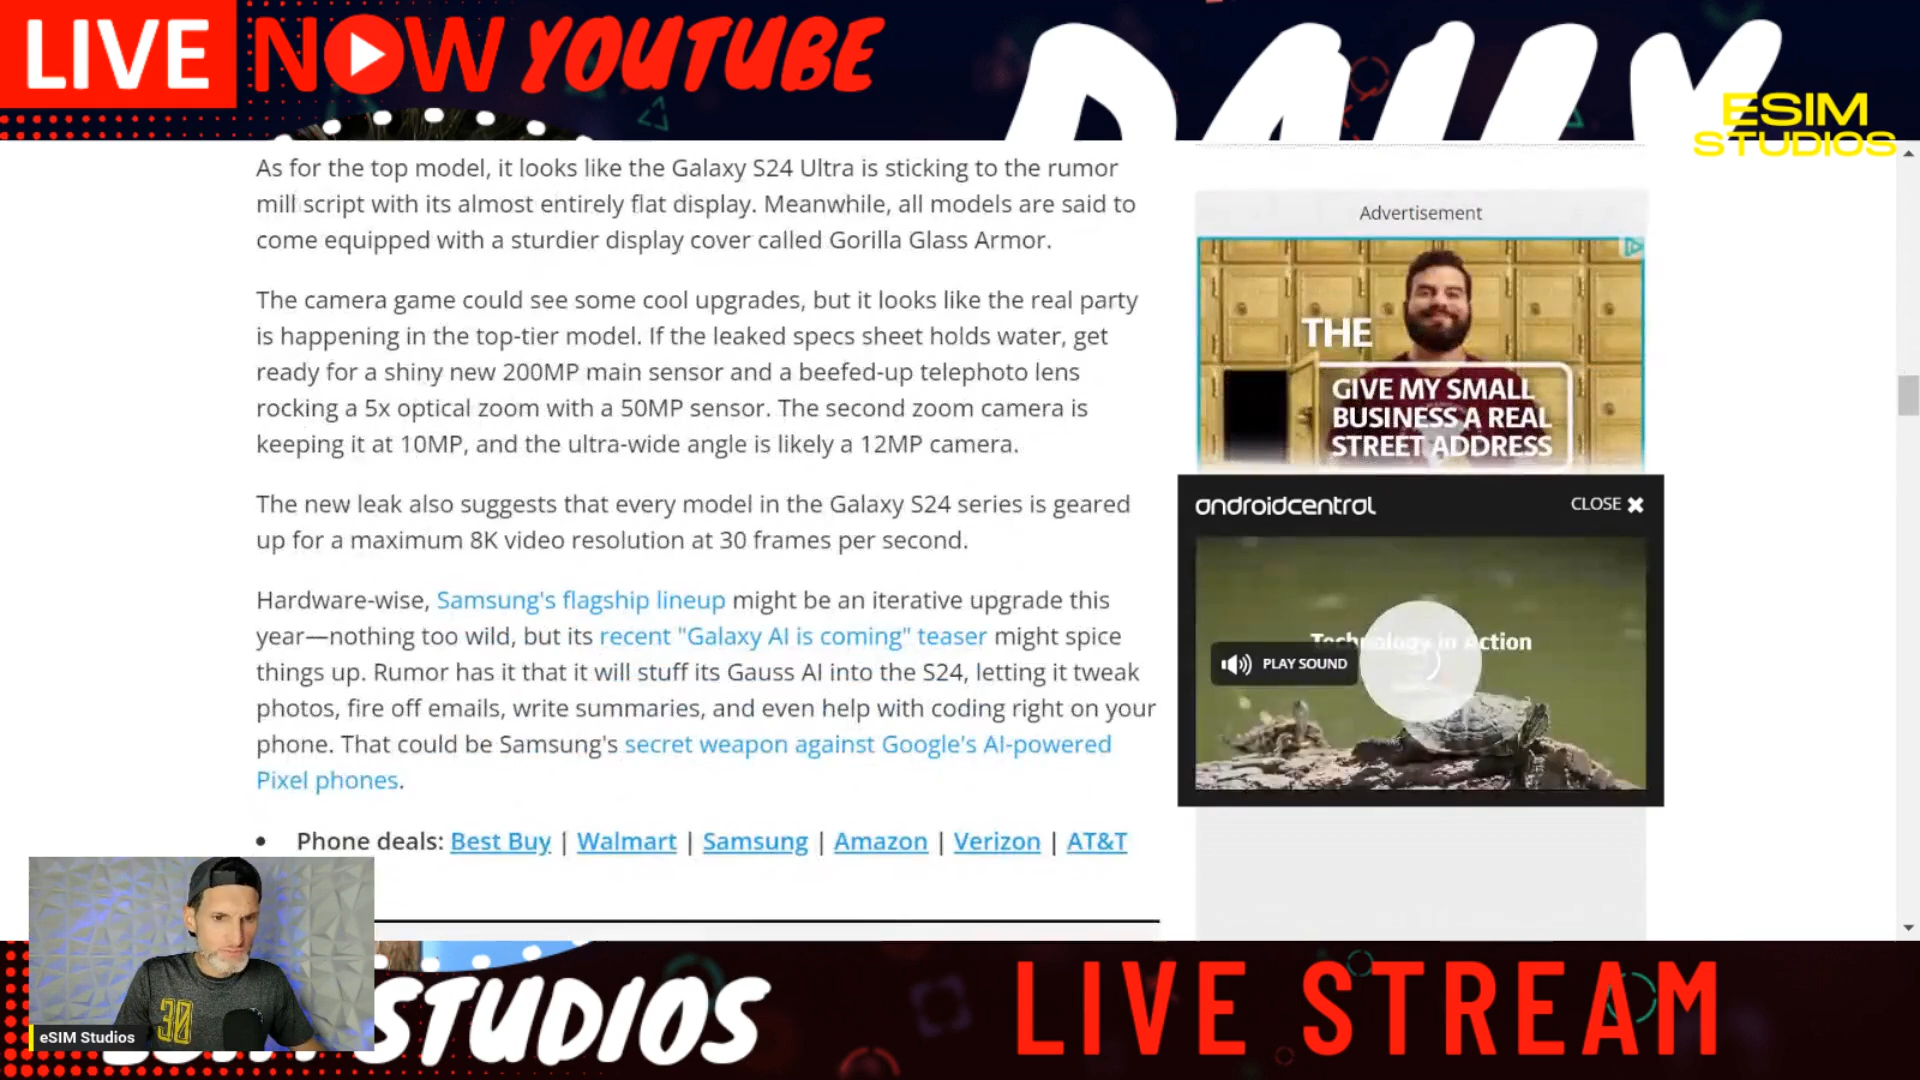 LIVE NOW YOUTUBE
DAILY
ESIM
STUDIOS
As for the top model, it looks like the Galaxy S24 Ultra is sticking to the rumor
mill script with its almost entirely flat display. Meanwhile, all models are said to
come equipped with a sturdier display cover called Gorilla Glass Armor.
The camera game could see some cool upgrades, but it looks like the real party
is happening in the top-tier model. If the leaked specs sheet holds water, get
ready for a shiny new 200MP main sensor and a beefed-up telephoto lens
rocking a 5x optical zoom with a 50MP sensor. The second zoom camera is
keeping it at 10MP, and the ultra-wide angle is likely a 12MP camera.
The new leak also suggests that every model in the Galaxy S24 series is geared
up for a maximum 8K video resolution at 30 frames per second.
Hardware-wise, Samsung's flagship lineup might be an iterative upgrade this
year—nothing too wild, but its recent "Galaxy AI is coming" teaser might spice
things up. Rumor has it that it will stuff its Gauss AI into the S24, letting it tweak
photos, fire off emails, write summaries, and even help with coding right on your
phone. That could be Samsung's secret weapon against Google's AI-powered
Pixel phones.
• Phone deals: Best Buy | Walmart | Samsung | Amazon | Verizon | AT&T
Advertisement
THE
GIVE MY SMALL
BUSINESS A REAL
STREET ADDRESS
androidcentral
CLOSE ✖
Technology in Action
PLAY SOUND
30
eSIM Studios
STUDIOS
LIVE STREAM